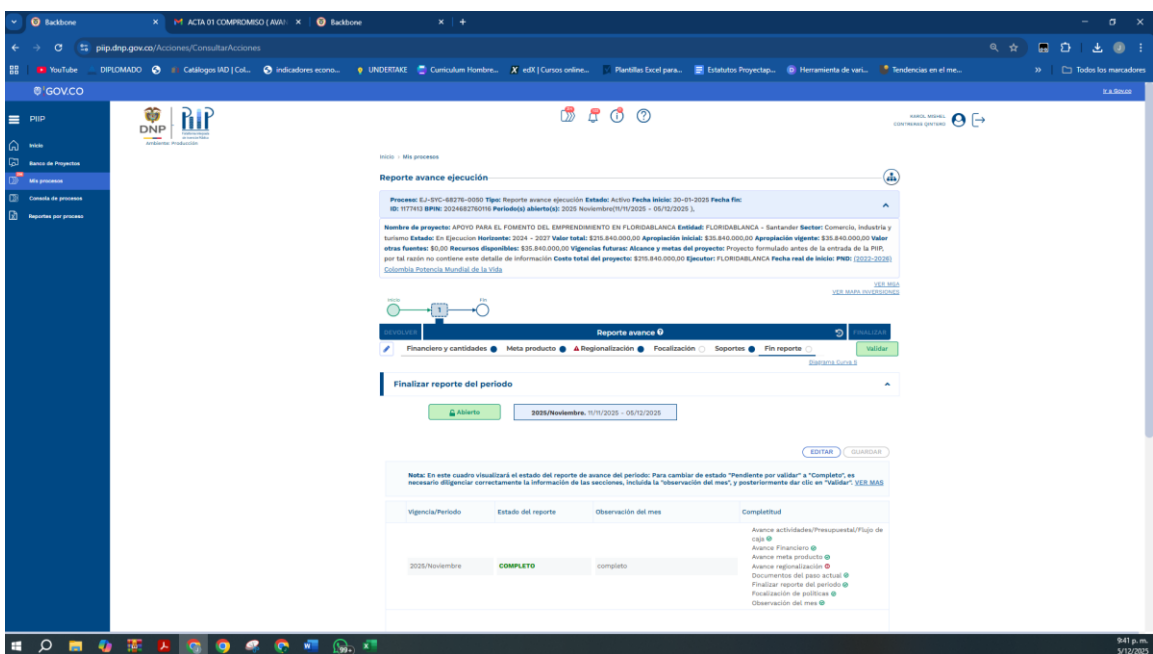 Backbone
ACTA 01 COMPROMISO ( AVAN
Backbone
piip.dnp.gov.co/Acciones/ConsultarAcciones
YouTube
DIPLOMADO
Catálogos IAD | Col...
indicadores econo...
UNDERTAKE
Curriculum Hombre...
edX | Cursos online...
Plantillas Excel para...
Estatutos Proyectap...
Herramienta de vari...
Tendencias en el me...
»
Todos los marcadores
GOV.CO
Ir a Gov.co
PIIP
Inicio
Banco de Proyectos
Mis procesos
Consola de procesos
Reportes por proceso
DNP
PIIP
Ambiente: Producción
KAROL MISHEL
CONTRERAS QINTERO
Inicio > Mis procesos
Reporte avance ejecución
Proceso: EJ-SYC-68276-0050 Tipo: Reporte avance ejecución Estado: Activo Fecha inicio: 30-01-2025 Fecha fin:
ID: 1177413 BPIN: 2024682760116 Periodo(s) abierto(s): 2025 Noviembre(11/11/2025 - 05/12/2025 ),
Nombre de proyecto: APOYO PARA EL FOMENTO DEL EMPRENDIMIENTO EN FLORIDABLANCA Entidad: FLORIDABLANCA - Santander Sector: Comercio, industria y
turismo Estado: En Ejecucion Horizonte: 2024 - 2027 Valor total: $215.840.000,00 Apropiación inicial: $35.840.000,00 Apropiación vigente: $35.840.000,00 Valor
otras fuentes: $0,00 Recursos disponibles: $35.840.000,00 Vigencias futuras: Alcance y metas del proyecto: Proyecto formulado antes de la entrada de la PIIP,
por tal razón no contiene este detalle de información Costo total del proyecto: $215.840.000,00 Ejecutor: FLORIDABLANCA Fecha real de inicio: PND: (2022-2026)
Colombia Potencia Mundial de la Vida
VER MGA
VER MAPA INVERSIONES
Inicio
Fin
1
DEVOLVER
Reporte avance
FINALIZAR
Financiero y cantidades
Meta producto
Regionalización
Focalización
Soportes
Fin reporte
Validar
Diagrama Curva S
Finalizar reporte del periodo
Abierto
2025/Noviembre. 11/11/2025 - 05/12/2025
EDITAR
GUARDAR
Nota: En este cuadro visualizará el estado del reporte de avance del periodo: Para cambiar de estado "Pendiente por validar" a "Completo", es
necesario diligenciar correctamente la información de las secciones, incluida la "observación del mes", y posteriormente dar clic en "Validar". VER MAS
Vigencia/Periodo
Estado del reporte
Observación del mes
Completitud
2025/Noviembre
COMPLETO
completo
Avance actividades/Presupuestal/Flujo de
caja
Avance Financiero
Avance meta producto
Avance regionalización
Documentos del paso actual
Finalizar reporte del periodo
Focalización de políticas
Observación del mes
99+
9:41 p. m.
5/12/2025